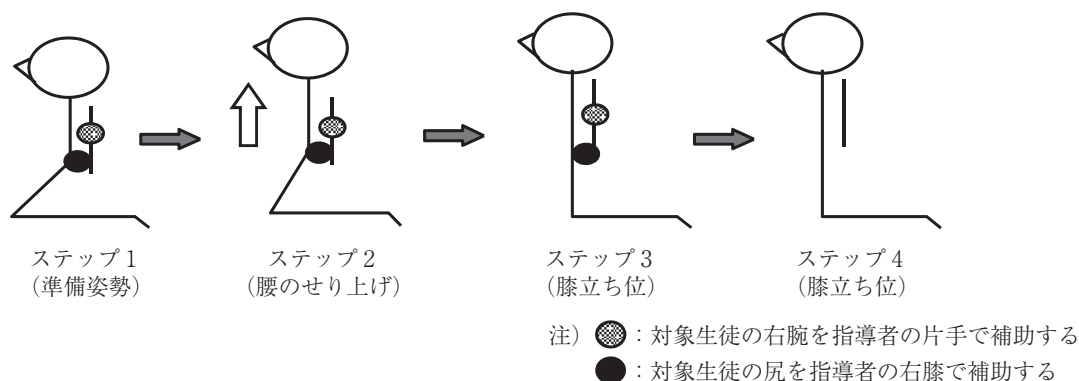 ステップ1
(準備姿勢)
ステップ2
(腰のせり上げ)
ステップ3
(膝立ち位)
ステップ4
(膝立ち位)
注) :対象生徒の右腕を指導者の片手で補助する
:対象生徒の尻を指導者の右膝で補助する